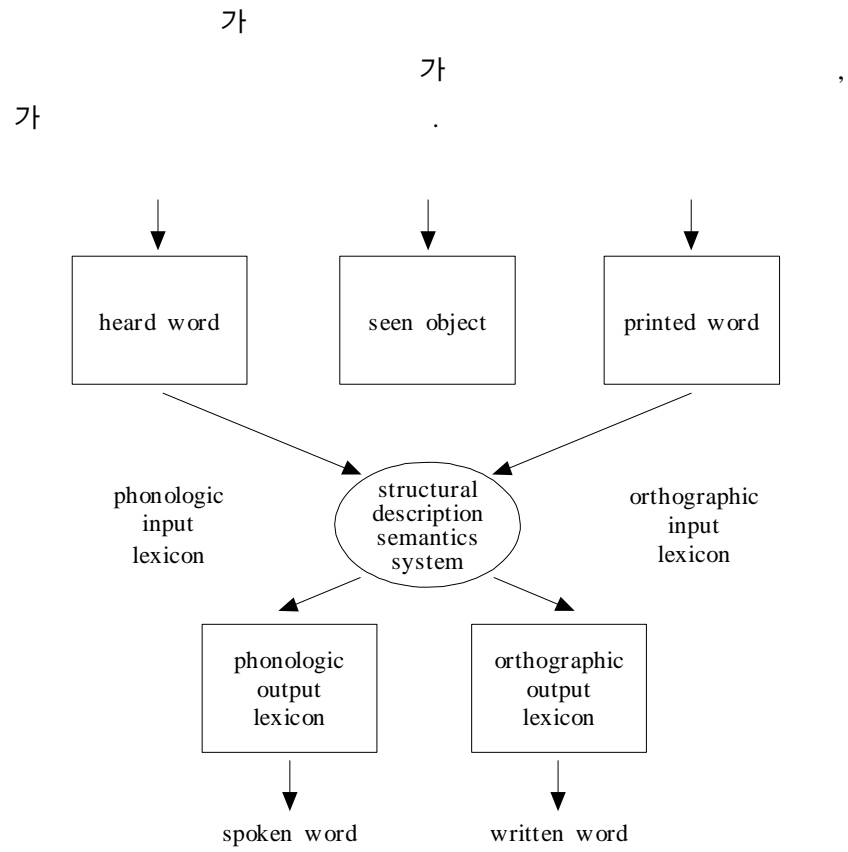 가
가 ,
가 .
heard word
seen object
printed word
phonologic
input
lexicon
structural
description
semantics
system
orthographic
input
lexicon
phonologic
output
lexicon
orthographic
output
lexicon
spoken word
written word